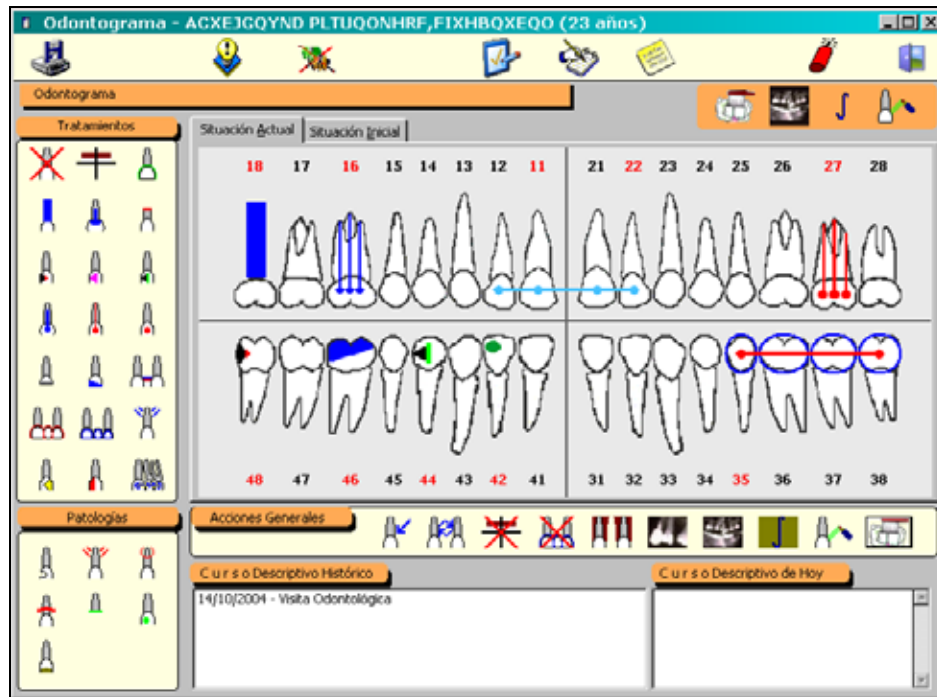 Odontograma - ACXEJGQYND PLTUQONHRF,FIXHBQXEQO (23 años)
Odontograma
Tratamientos
Situación Actual Situación Inicial
18 17 16 15 14 13 12 11 21 22 23 24 25 26 27 28
48 47 46 45 44 43 42 41 31 32 33 34 35 36 37 38
Patologías
Acciones Generales
C u r s o Descriptivo Histórico
C u r s o Descriptivo de Hoy
14/10/2004 - Visita Odontológica